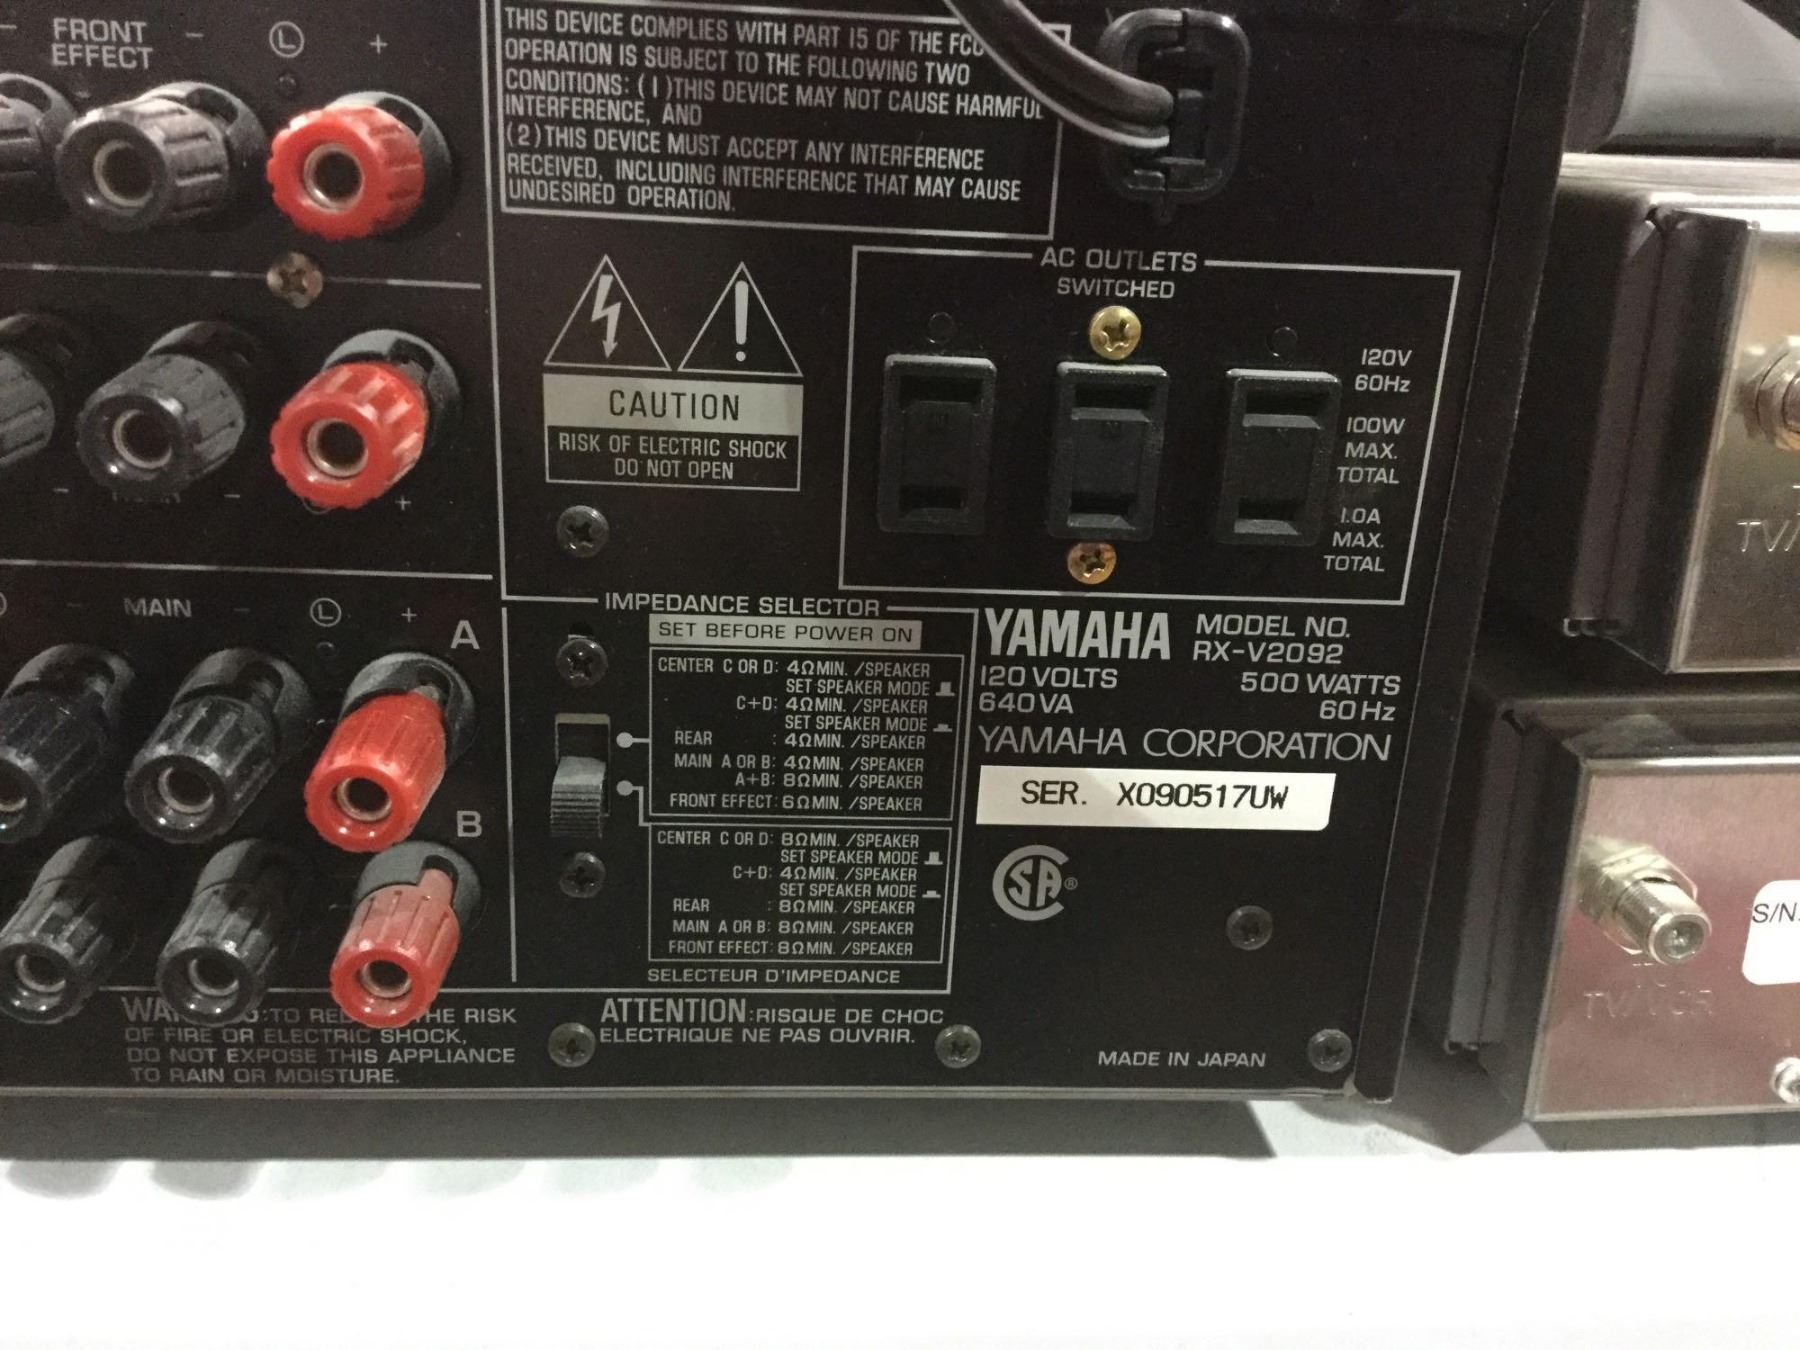 FRONT
EFFECT
- Ⓛ +
THIS DEVICE COMPLIES WITH PART 15 OF THE FCC
OPERATION IS SUBJECT TO THE FOLLOWING TWO
CONDITIONS: (1)THIS DEVICE MAY NOT CAUSE HARMFUL
INTERFERENCE, AND
(2)THIS DEVICE MUST ACCEPT ANY INTERFERENCE
RECEIVED, INCLUDING INTERFERENCE THAT MAY CAUSE
UNDESIRED OPERATION.
CAUTION
RISK OF ELECTRIC SHOCK
DO NOT OPEN
AC OUTLETS
SWITCHED
120V
60Hz
100W
MAX.
TOTAL
1.0A
MAX.
TOTAL
- - +
- MAIN - Ⓛ +
A
B
IMPEDANCE SELECTOR
SET BEFORE POWER ON
CENTER C OR D: 4ΩMIN. /SPEAKER
SET SPEAKER MODE
C+D: 4ΩMIN. /SPEAKER
SET SPEAKER MODE
REAR : 4ΩMIN. /SPEAKER
MAIN A OR B: 4ΩMIN. /SPEAKER
A+B: 8ΩMIN. /SPEAKER
FRONT EFFECT: 6ΩMIN. /SPEAKER
CENTER C OR D: 8ΩMIN. /SPEAKER
SET SPEAKER MODE
C+D: 4ΩMIN. /SPEAKER
SET SPEAKER MODE
REAR : 8ΩMIN. /SPEAKER
MAIN A OR B: 8ΩMIN. /SPEAKER
FRONT EFFECT: 8ΩMIN. /SPEAKER
SELECTEUR D'IMPEDANCE
YAMAHA MODEL NO.
RX-V2092
120 VOLTS 500 WATTS
640VA 60Hz
YAMAHA CORPORATION
SER. X090517UW
CSA®
TO THE RISK
OF FIRE OR ELECTRIC SHOCK,
DO NOT EXPOSE THIS APPLIANCE
TO RAIN OR MOISTURE.
ATTENTION:RISQUE DE CHOC
ELECTRIQUE NE PAS OUVRIR.
MADE IN JAPAN
TV/
S/N
TV/VCR